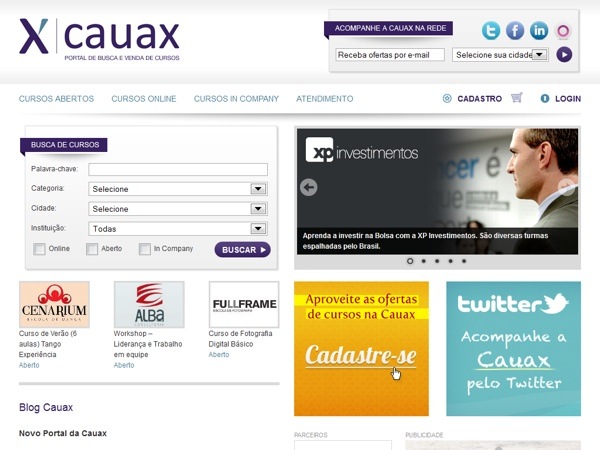 cauax
PORTAL DE BUSCA E VENDA DE CURSOS
ACOMPANHE A CAUAX NA REDE
Receba ofertas por e-mail
Selecione sua cidade
CURSOS ABERTOS
CURSOS ONLINE
CURSOS IN COMPANY
ATENDIMENTO
CADASTRO
LOGIN
BUSCA DE CURSOS
Palavra-chave:
Categoria:
Selecione
Cidade:
Selecione
Instituição:
Todas
Online
Aberto
In Company
BUSCAR
xp investimentos
Aprenda a investir na Bolsa com a XP Investimentos. São diversas turmas
espalhadas pelo Brasil.
CENARIUM
ESCOLA DE DANÇA
Curso de Verão (6
aulas) Tango
Experiência
Aberto
ALBA
Workshop –
Liderança e Trabalho
em equipe
Aberto
FULLFRAME
ESCOLA DE FOTOGRAFIA
Curso de Fotografia
Digital Básico
Aberto
Aproveite as ofertas
de cursos na Cauax
Cadastre-se
twitter
Acompanhe a
Cauax
pelo Twitter
Blog Cauax
Novo Portal da Cauax
PARCEIROS
PUBLICIDADE